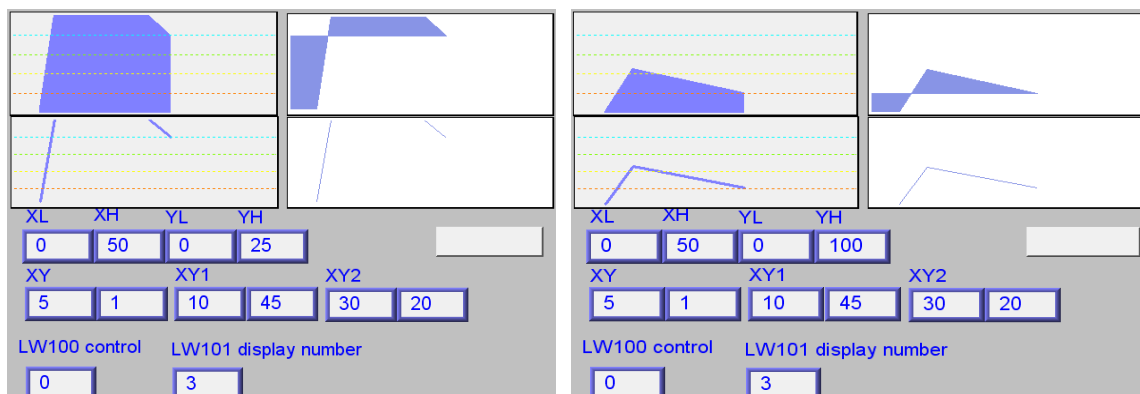 XL XH YL YH
0 50 0 25
XY XY1 XY2
5 1 10 45 30 20
LW100 control LW101 display number
0 3
XL XH YL YH
0 50 0 100
XY XY1 XY2
5 1 10 45 30 20
LW100 control LW101 display number
0 3